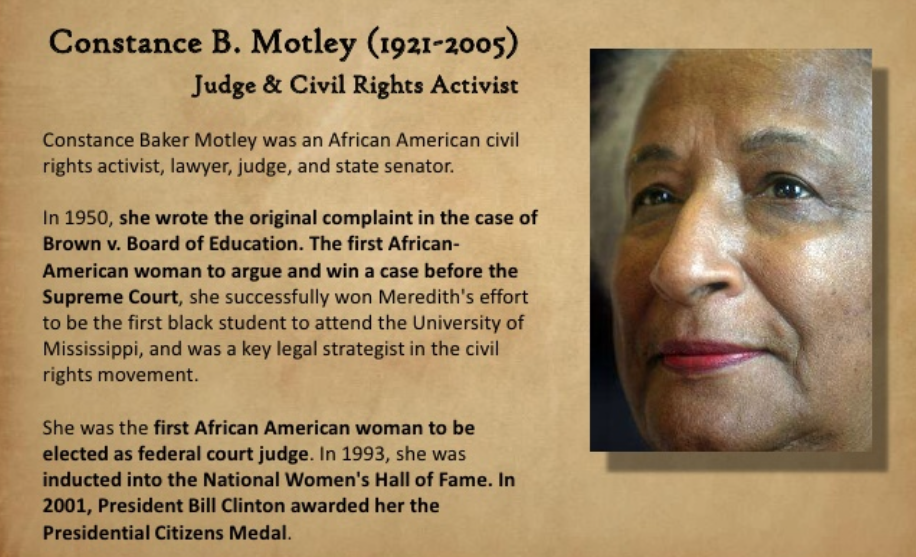 Constance B. Motley (1921-2005)
Judge & Civil Rights Activist
Constance Baker Motley was an African American civil
rights activist, lawyer, judge, and state senator.
In 1950, she wrote the original complaint in the case of
Brown v. Board of Education. The first African-
American woman to argue and win a case before the
Supreme Court, she successfully won Meredith's effort
to be the first black student to attend the University of
Mississippi, and was a key legal strategist in the civil
rights movement.
She was the first African American woman to be
elected as federal court judge. In 1993, she was
inducted into the National Women's Hall of Fame. In
2001, President Bill Clinton awarded her the
Presidential Citizens Medal.